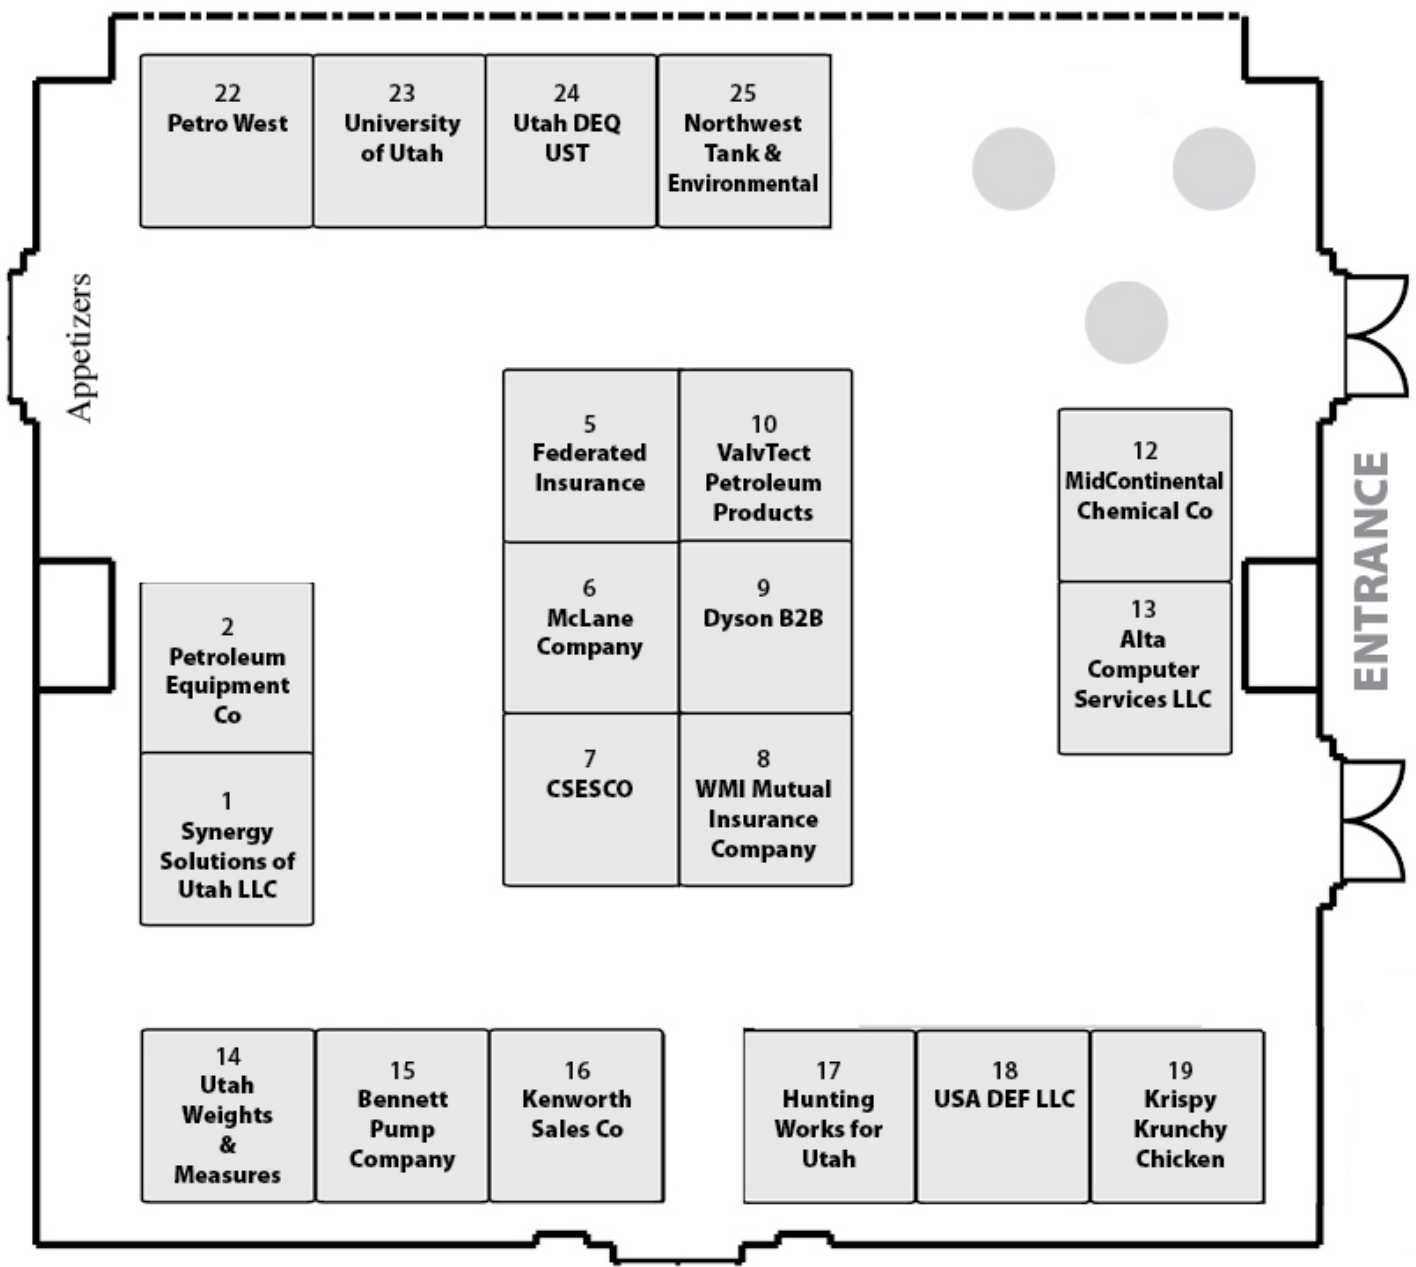 22
Petro West
23
University
of Utah
24
Utah DEQ
UST
25
Northwest
Tank &
Environmental
Appetizers
5
Federated
Insurance
10
ValvTect
Petroleum
Products
12
MidContinental
Chemical Co
ENTRANCE
2
Petroleum
Equipment
Co
6
McLane
Company
9
Dyson B2B
13
Alta
Computer
Services LLC
1
Synergy
Solutions of
Utah LLC
7
CSESCO
8
WMI Mutual
Insurance
Company
14
Utah
Weights
&
Measures
15
Bennett
Pump
Company
16
Kenworth
Sales Co
17
Hunting
Works for
Utah
18
USA DEF LLC
19
Krispy
Krunchy
Chicken